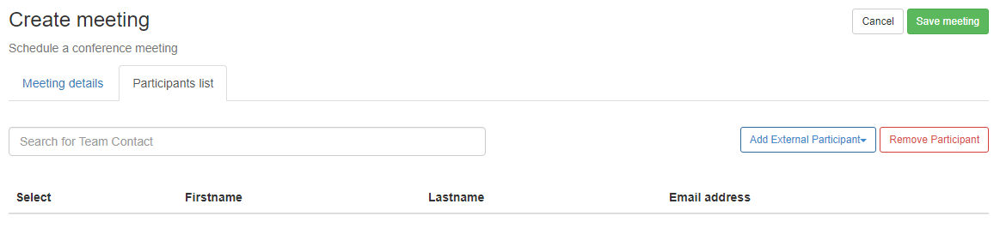 Create meeting
Cancel
Save meeting
Schedule a conference meeting
Meeting details
Participants list
Search for Team Contact
Add External Participant
Remove Participant
Select
Firstname
Lastname
Email address